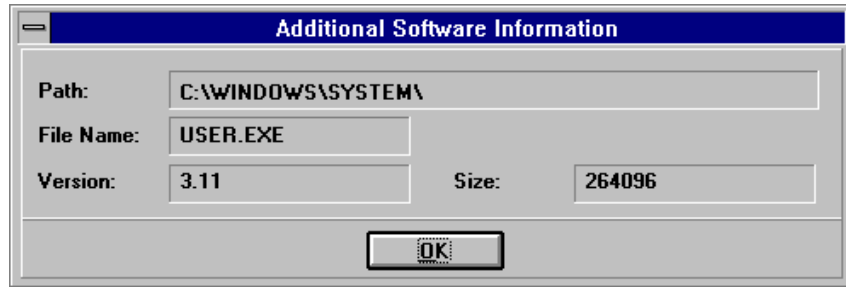 Additional Software Information
Path: C:\WINDOWS\SYSTEM\
File Name: USER.EXE
Version: 3.11 Size: 264096
OK